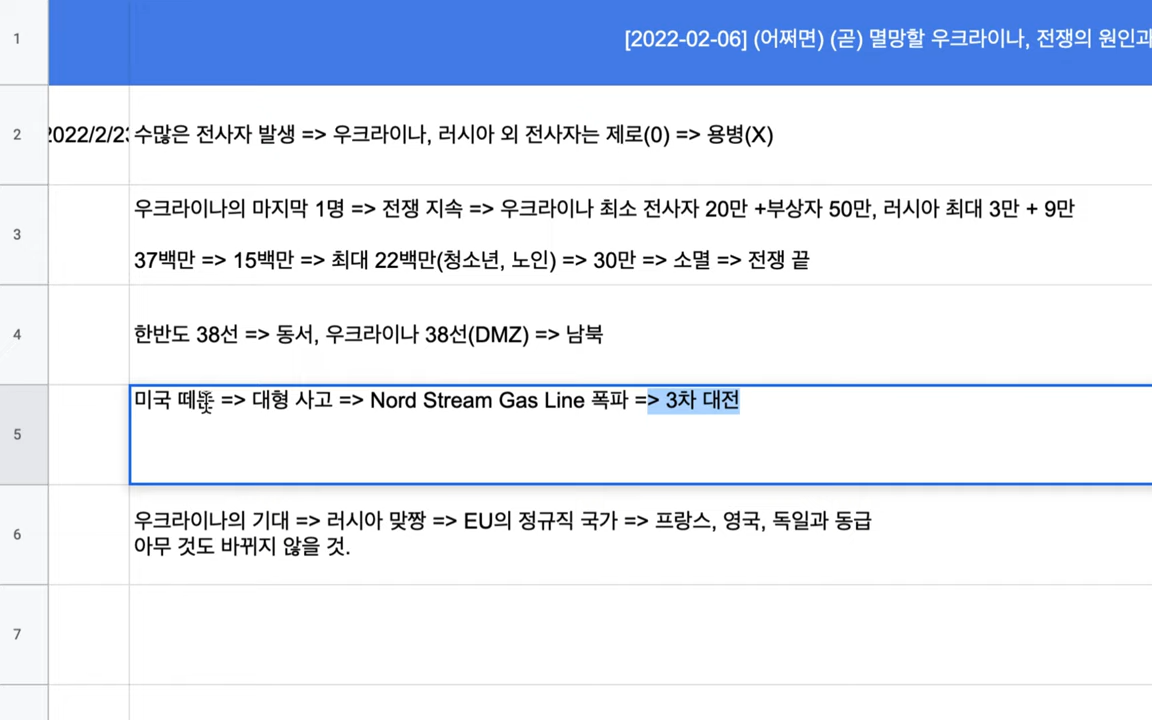 1
[2022-02-06] (어쩌면) (곧) 멸망할 우크라이나, 전쟁의 원인과
2
2022/2/23
수많은 전사자 발생 => 우크라이나, 러시아 외 전사자는 제로(0) => 용병(X)
3
우크라이나의 마지막 1명 => 전쟁 지속 => 우크라이나 최소 전사자 20만 +부상자 50만, 러시아 최대 3만 + 9만
37백만 => 15백만 => 최대 22백만(청소년, 노인) => 30만 => 소멸 => 전쟁 끝
4
한반도 38선 => 동서, 우크라이나 38선(DMZ) => 남북
5
미국 => 대형 사고 => Nord Stream Gas Line 폭파 => 3차 대전
6
우크라이나의 기대 => 러시아 맞짱 => EU의 정규직 국가 => 프랑스, 영국, 독일과 동급
아무 것도 바뀌지 않을 것.
7